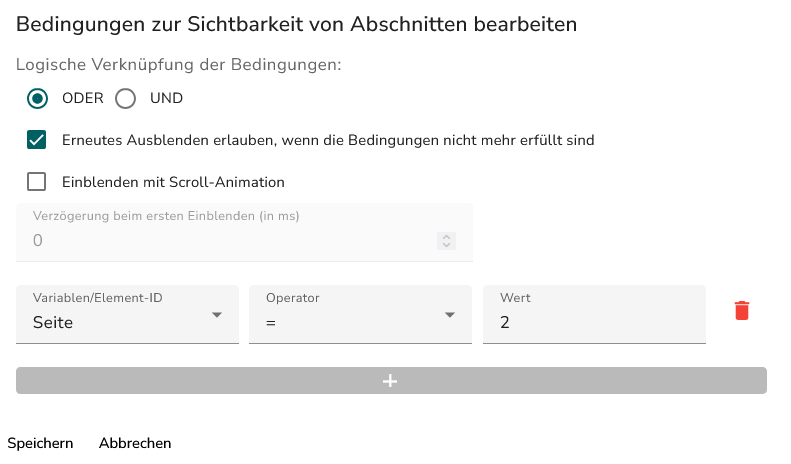 Bedingungen zur Sichtbarkeit von Abschnitten bearbeiten
Logische Verknüpfung der Bedingungen:
ODER UND
Erneutes Ausblenden erlauben, wenn die Bedingungen nicht mehr erfüllt sind
Einblenden mit Scroll-Animation
Verzögerung beim ersten Einblenden (in ms)
0
Variablen/Element-ID Operator Wert
Seite = 2
+
Speichern Abbrechen